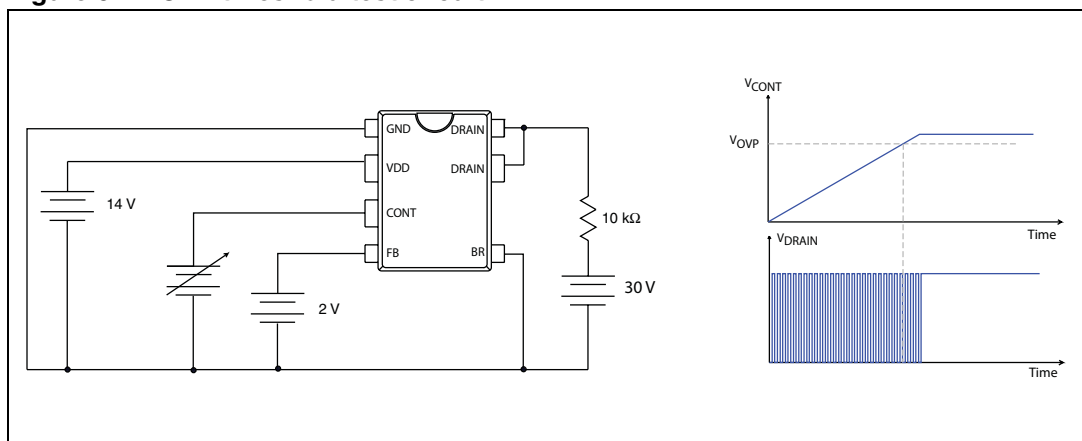 GND
DRAIN
VDD
DRAIN
CONT
FB
BR
14 V
2 V
10 kΩ
30 V
VCONT
VOVP
Time
VDRAIN
Time